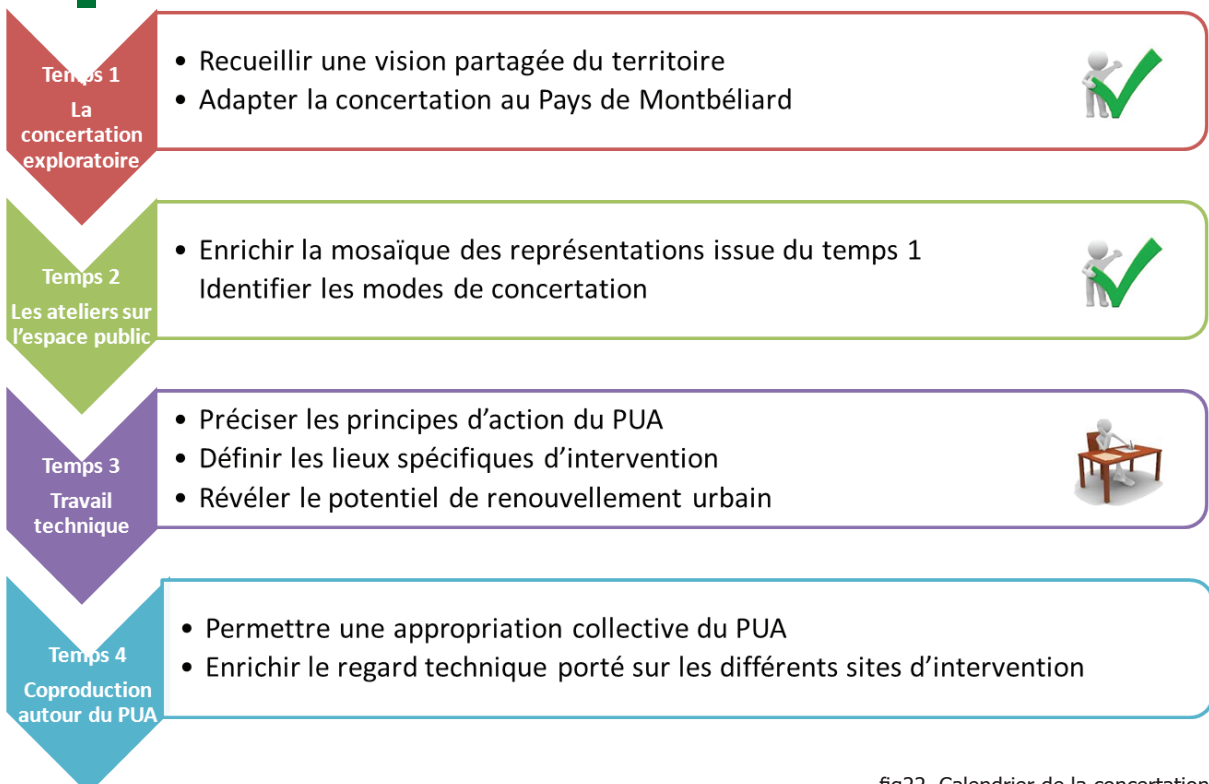 Temps 1
La
concertation
exploratoire
• Recueillir une vision partagée du territoire
• Adapter la concertation au Pays de Montbéliard
Temps 2
Les ateliers sur
l’espace public
• Enrichir la mosaïque des représentations issue du temps 1
Identifier les modes de concertation
Temps 3
Travail
technique
• Préciser les principes d’action du PUA
• Définir les lieux spécifiques d’intervention
• Révéler le potentiel de renouvellement urbain
Temps 4
Coproduction
autour du PUA
• Permettre une appropriation collective du PUA
• Enrichir le regard technique porté sur les différents sites d’intervention
fig22. Calendrier de la concertation